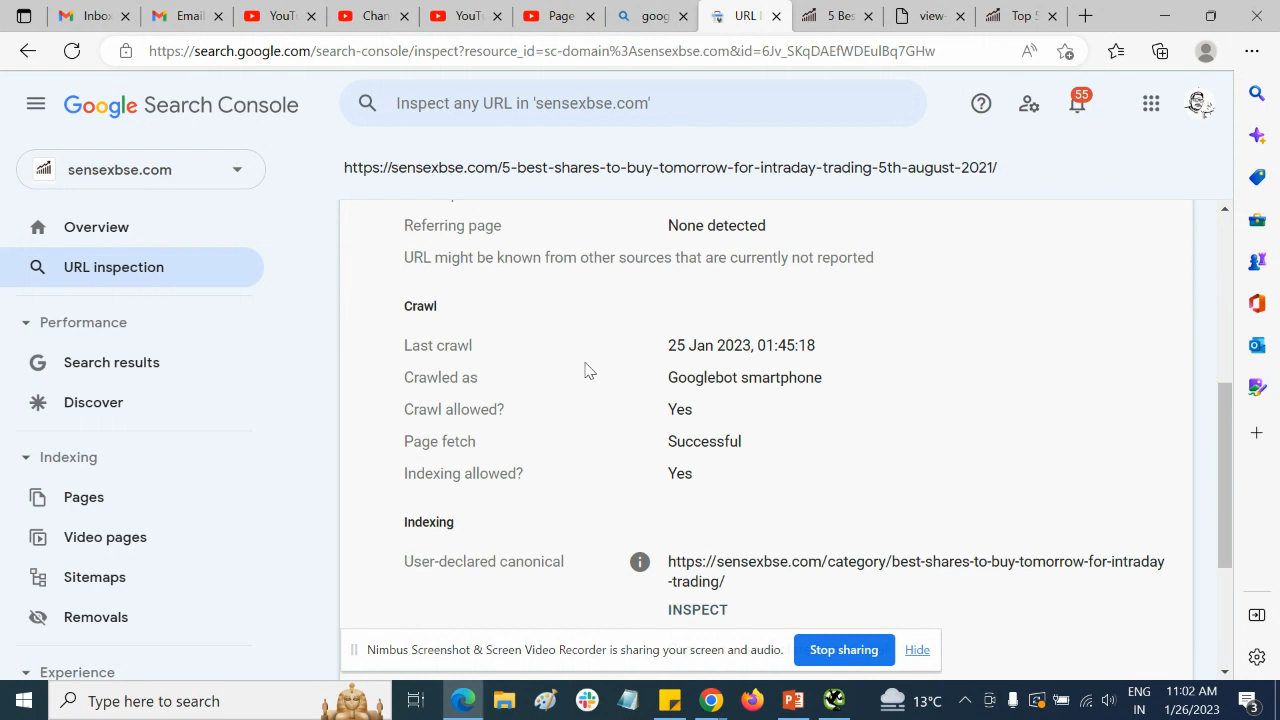 Inbo
Email
YouT
Chan
YouT
Page
goog
URL I
5 Bes
view-
Top 5
https://search.google.com/search-console/inspect?resource_id=sc-domain%3Asensexbse.com&id=6Jv_SKqDAEfWDEulBq7GHw
Google Search Console
Inspect any URL in 'sensexbse.com'
55
sensexbse.com
https://sensexbse.com/5-best-shares-to-buy-tomorrow-for-intraday-trading-5th-august-2021/
Overview
URL inspection
Performance
Search results
Discover
Indexing
Pages
Video pages
Sitemaps
Removals
Experience
Referring page None detected
URL might be known from other sources that are currently not reported
Crawl
Last crawl 25 Jan 2023, 01:45:18
Crawled as Googlebot smartphone
Crawl allowed? Yes
Page fetch Successful
Indexing allowed? Yes
Indexing
User-declared canonical https://sensexbse.com/category/best-shares-to-buy-tomorrow-for-intraday
-trading/
INSPECT
Nimbus Screenshot & Screen Video Recorder is sharing your screen and audio. Stop sharing Hide
Type here to search
13°C
ENG
IN
11:02 AM
1/26/2023
3